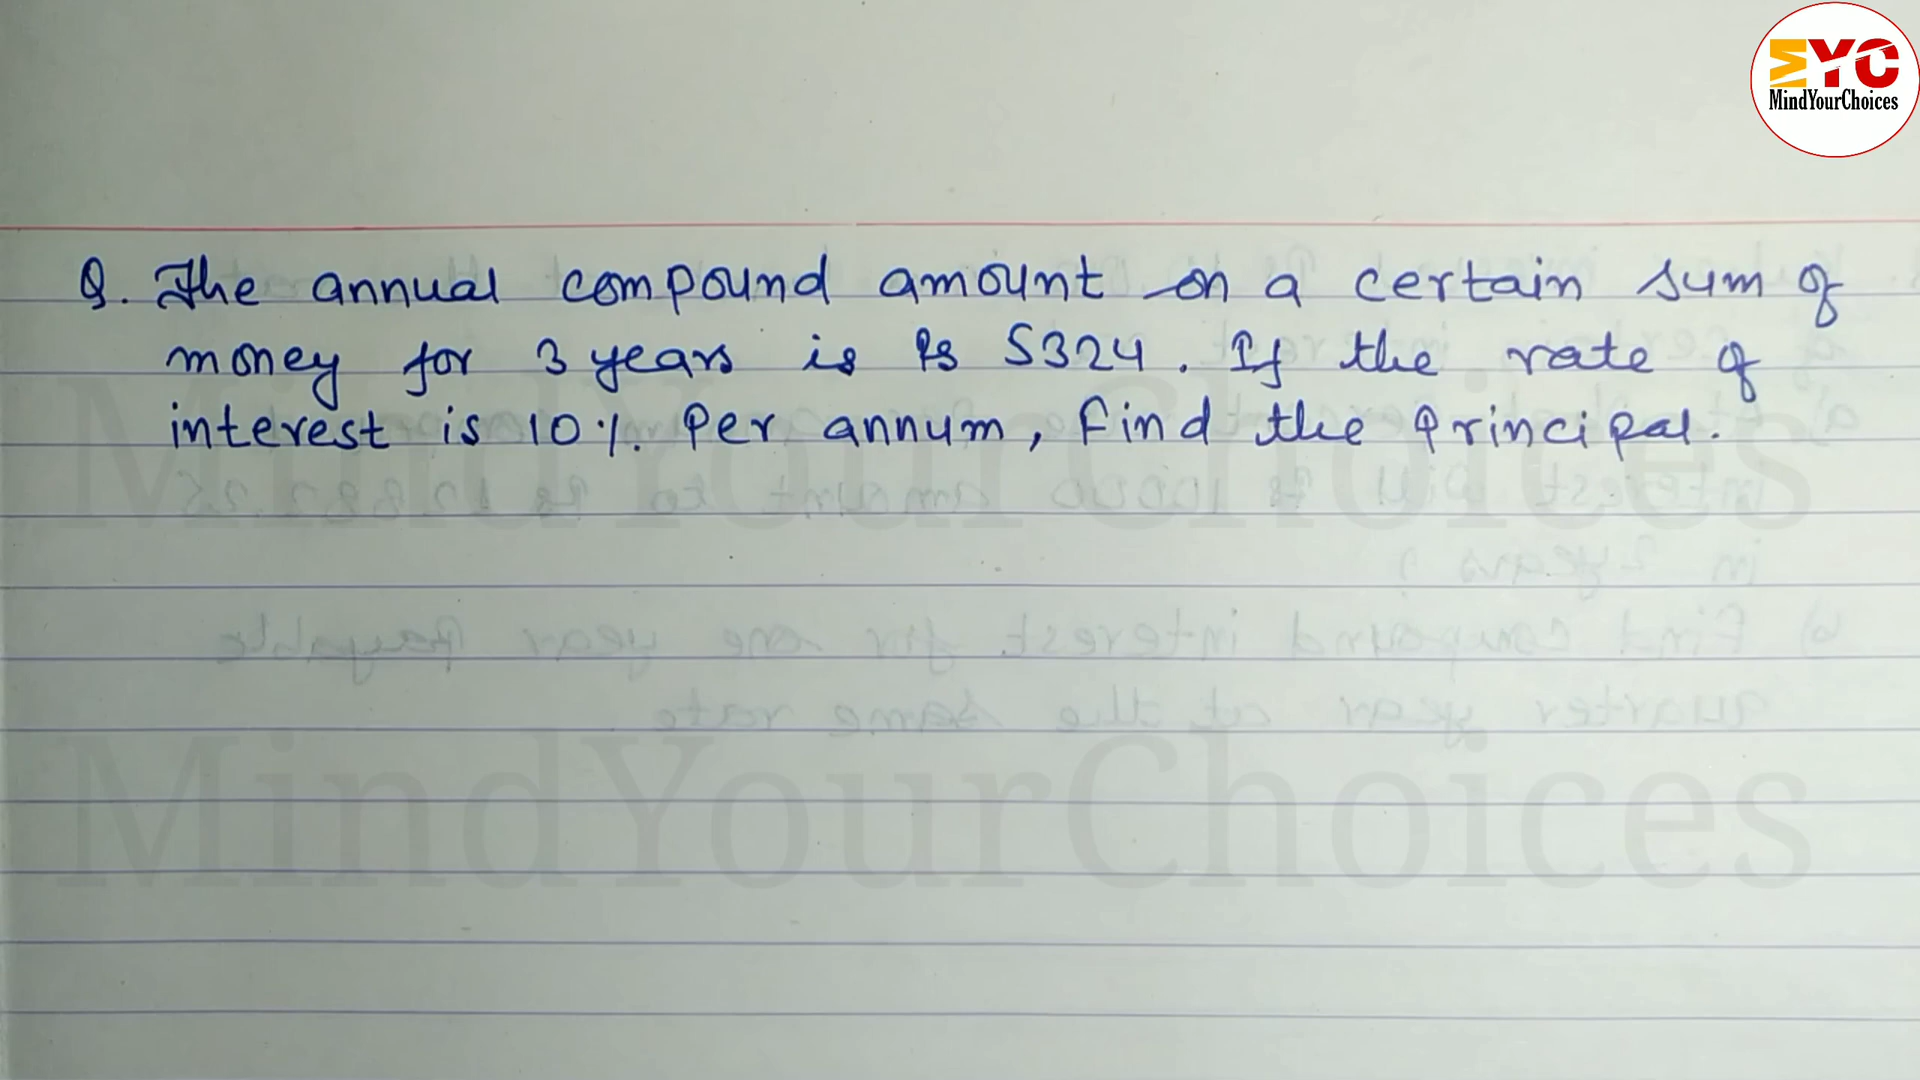 MYC
MindYourChoices
Q. The annual compound amount on a certain sum of
money for 3 years is Rs 5324. If the rate of
interest is 10%. Per annum, Find the Principal.
MindYourChoices
MindYourChoices